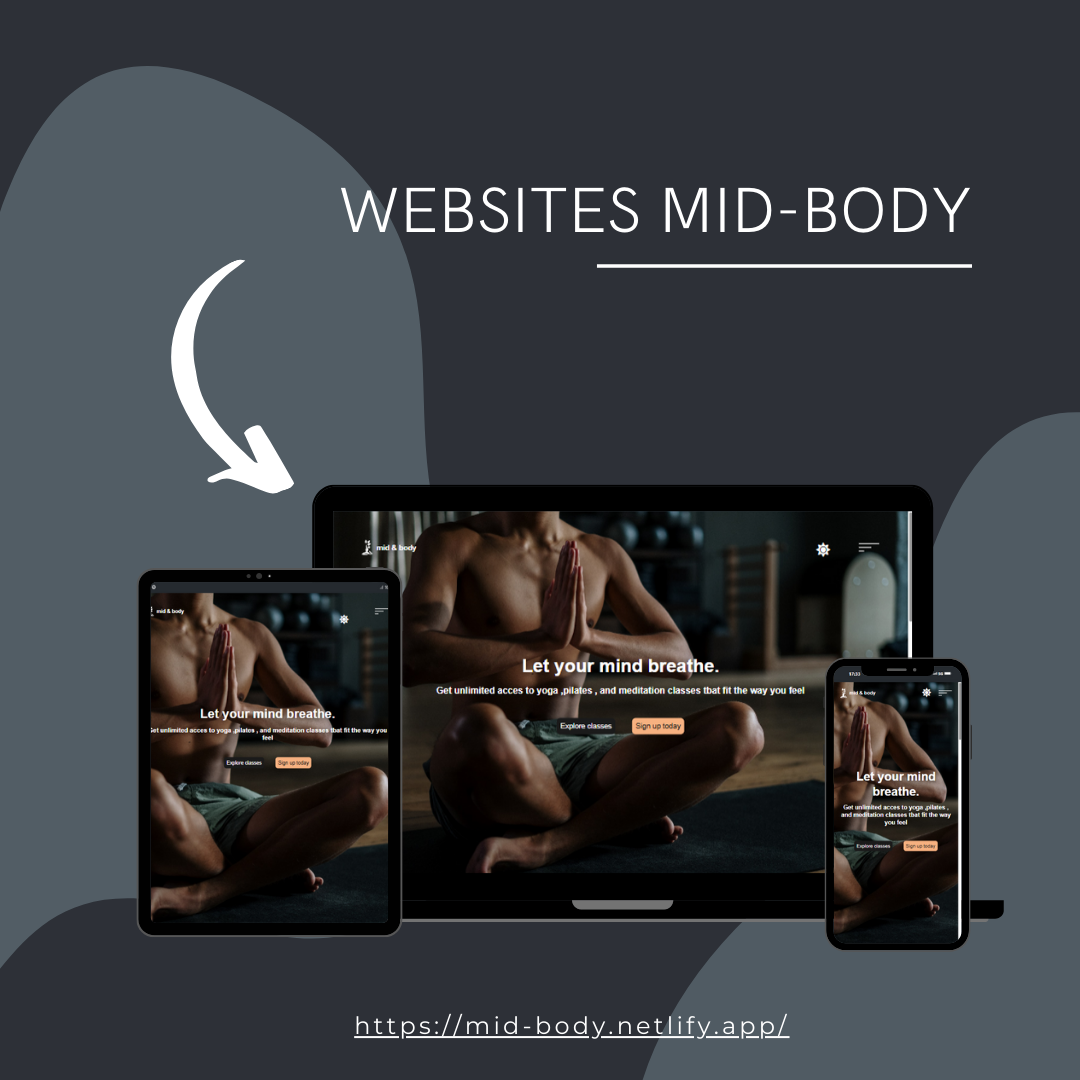 WEBSITES MID-BODY
mid & body
Let your mind breathe.
Get unlimited acces to yoga ,pilates , and meditation classes tbat fit the way you feel
Explore classes
Sign up today
mid & body
Let your mind breathe.
Get unlimited acces to yoga ,pilates , and meditation classes tbat fit the way you
feel
Explore classes
Sign up today
mid & body
Let your mind
breathe.
Get unlimited acces to yoga ,pilates ,
and meditation classes tbat fit the way
you feel
Explore classes
Sign up today
https://mid-body.netlify.app/